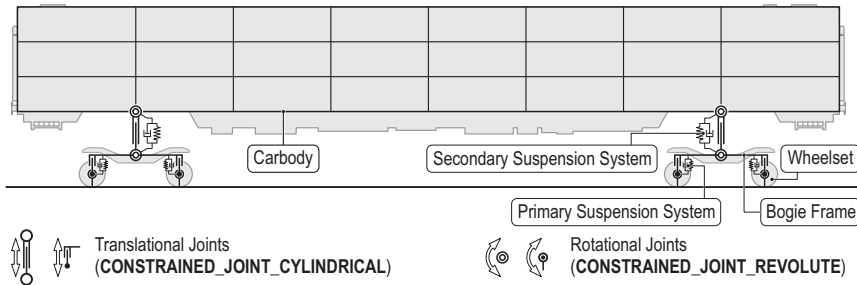 Carbody
Secondary Suspension System
Wheelset
Primary Suspension System
Bogie Frame
Translational Joints
(CONSTRAINED_JOINT_CYLINDRICAL)
Rotational Joints
(CONSTRAINED_JOINT_REVOLUTE)